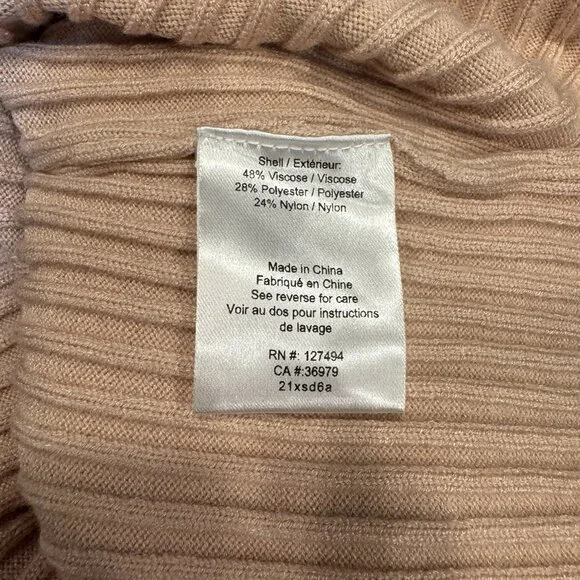 Shell / Extérieur:
48% Viscose / Viscose
28% Polyester / Polyester
24% Nylon / Nylon
Made in China
Fabriqué en Chine
See reverse for care
Voir au dos pour instructions
de lavage
RN #: 127494
CA #:36979
21xsd6a